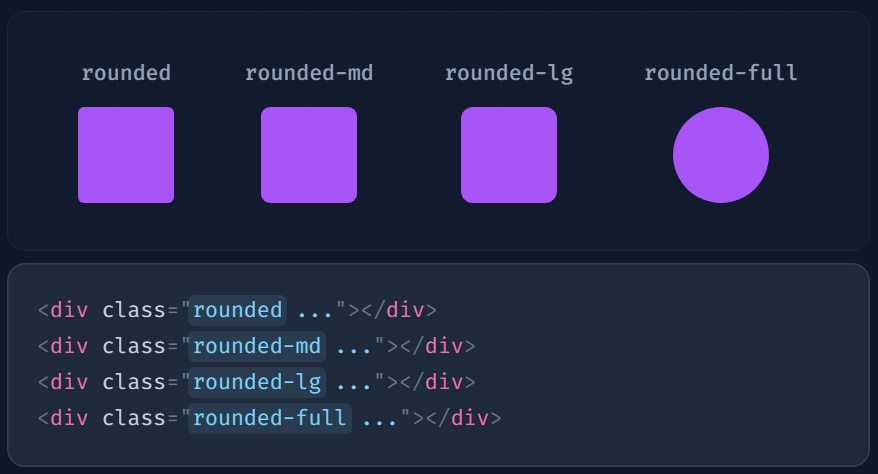 rounded rounded-md rounded-lg rounded-full
<div class="rounded ..."></div>
<div class="rounded-md ..."></div>
<div class="rounded-lg ..."></div>
<div class="rounded-full ..."></div>